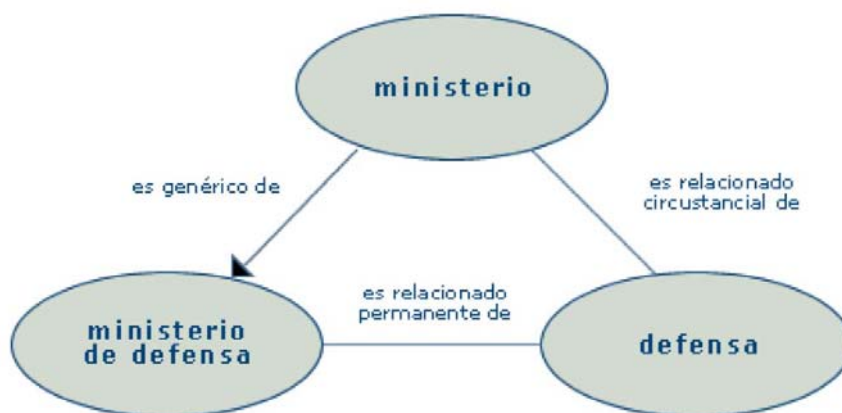 ministerio
es genérico de
es relacionado
circustancial de
es relacionado
permanente de
ministerio
de defensa
defensa